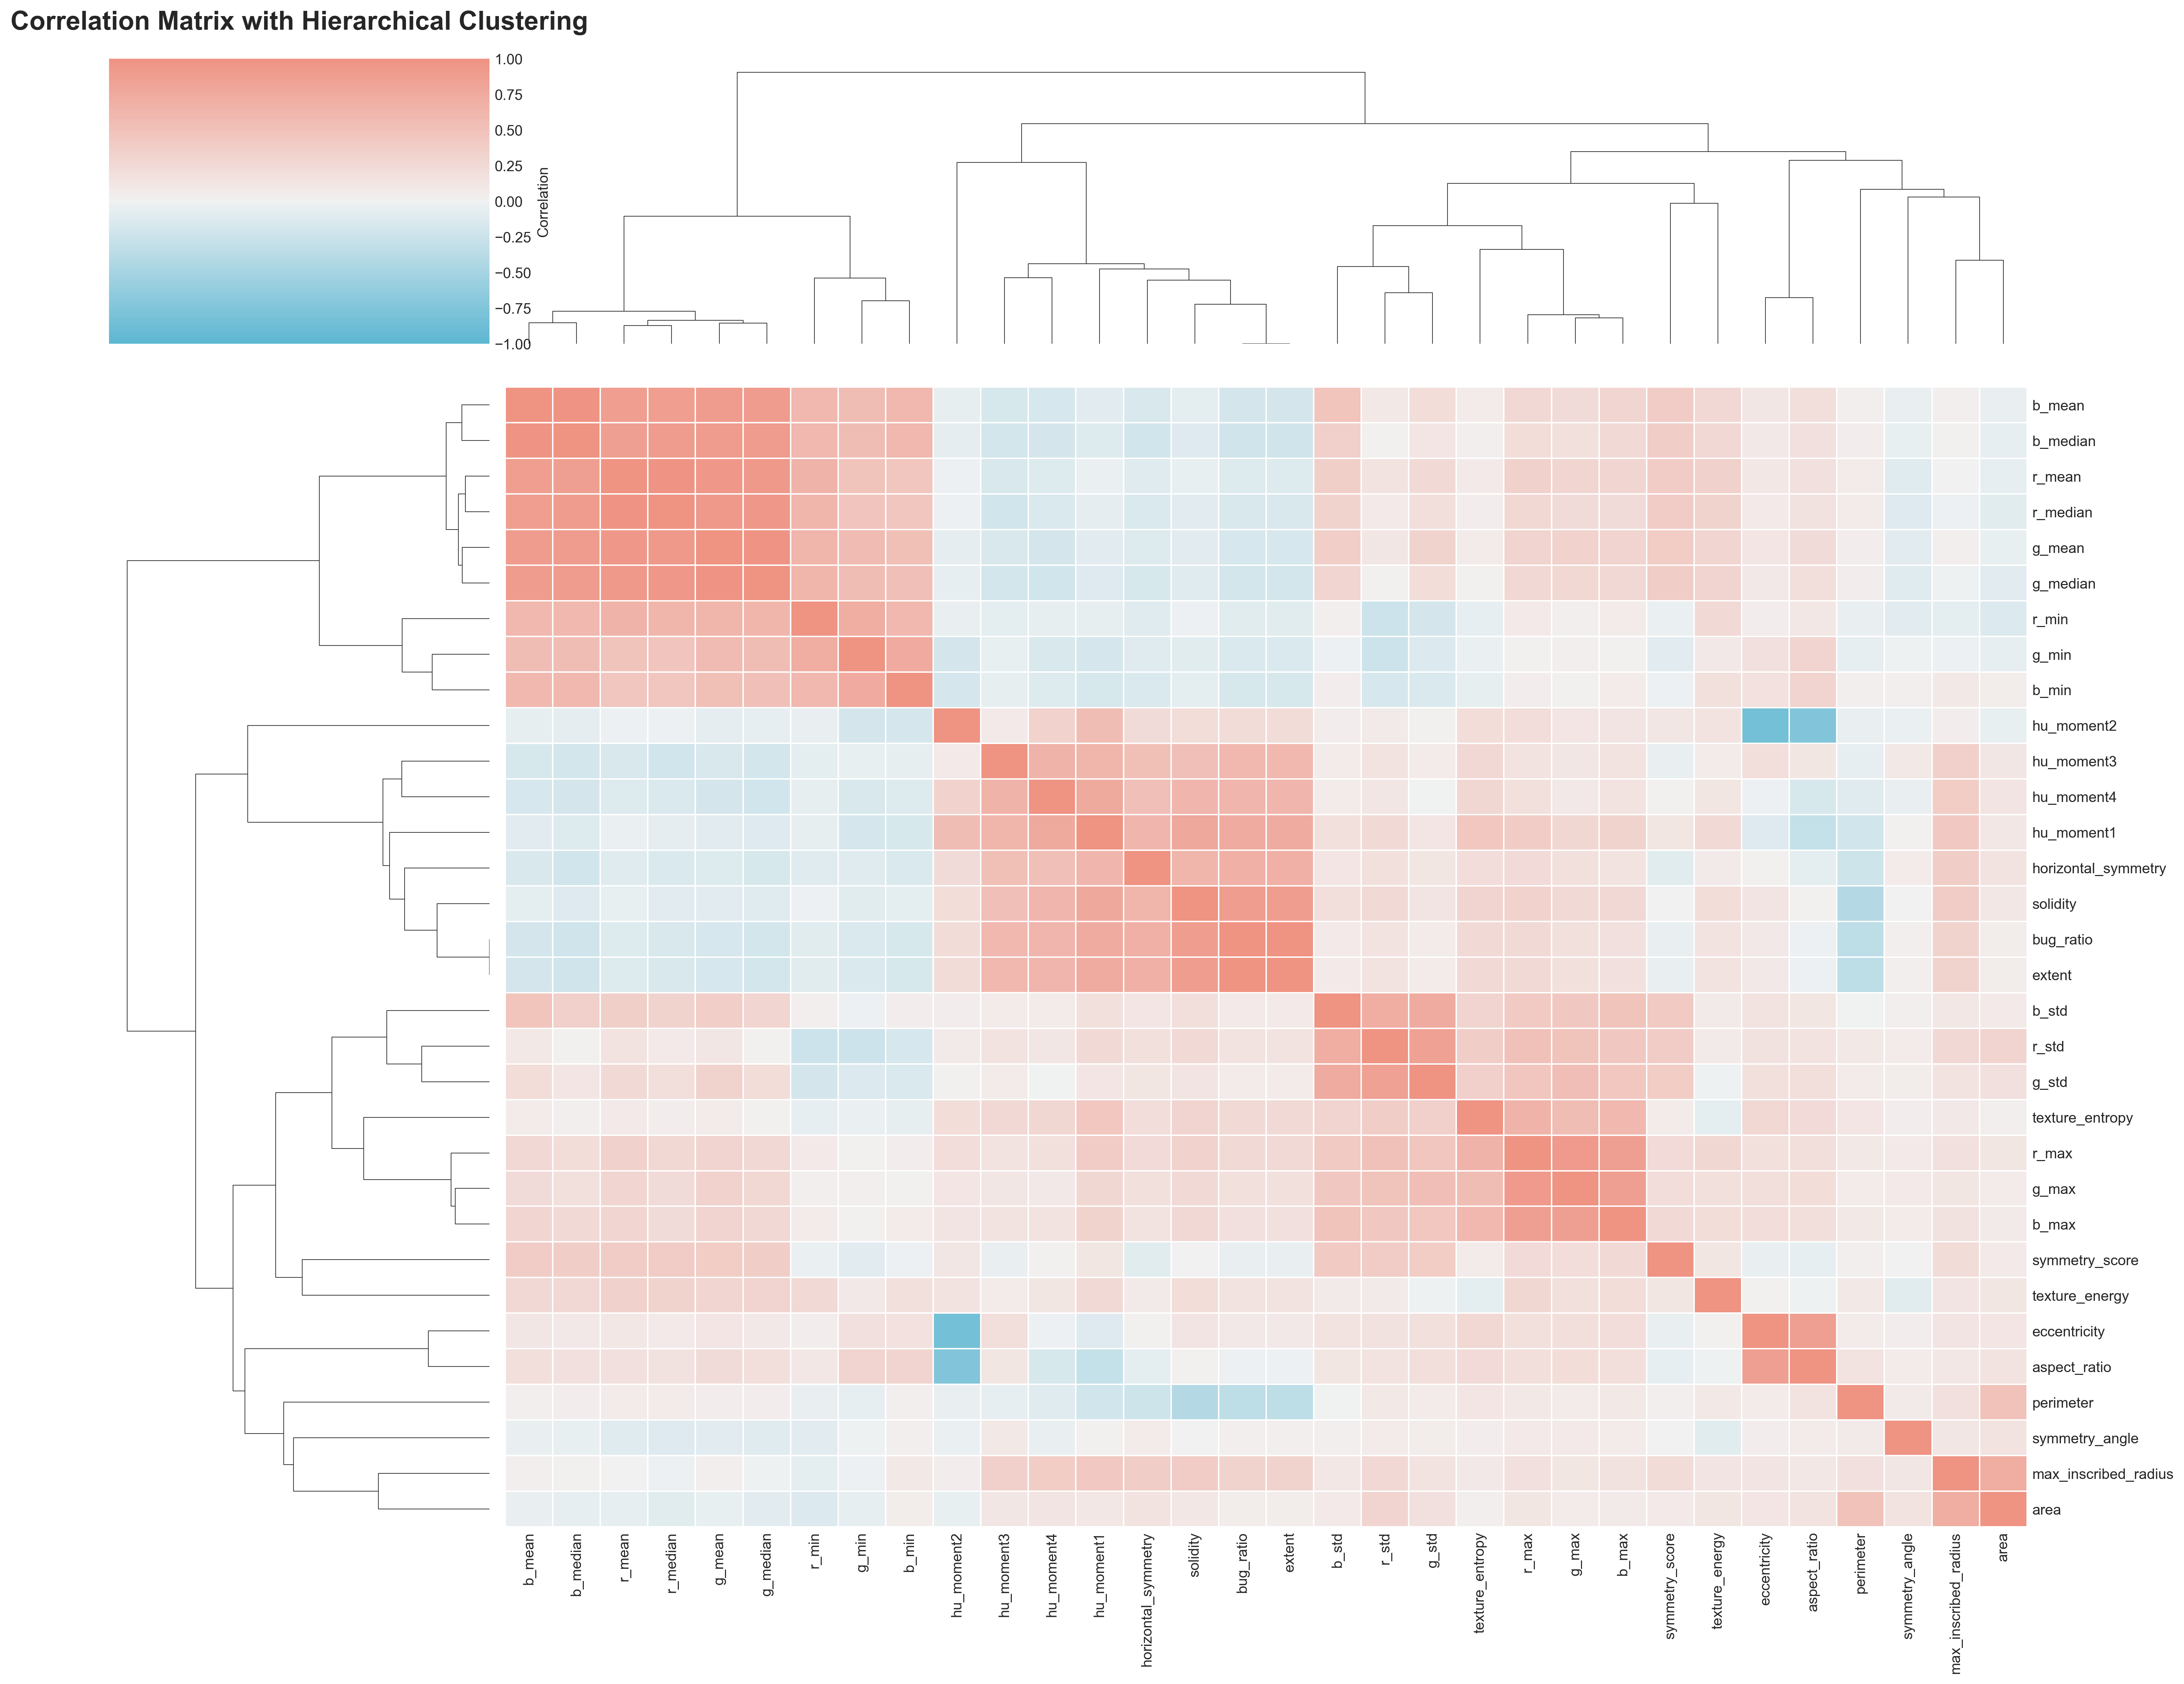 Correlation Matrix with Hierarchical Clustering
1.00
0.75
0.50
0.25
0.00
−0.25
−0.50
−0.75
−1.00
Correlation
b_mean
b_median
r_mean
r_median
g_mean
g_median
r_min
g_min
b_min
hu_moment2
hu_moment3
hu_moment4
hu_moment1
horizontal_symmetry
solidity
bug_ratio
extent
b_std
r_std
g_std
texture_entropy
r_max
g_max
b_max
symmetry_score
texture_energy
eccentricity
aspect_ratio
perimeter
symmetry_angle
max_inscribed_radius
area
b_mean
b_median
r_mean
r_median
g_mean
g_median
r_min
g_min
b_min
hu_moment2
hu_moment3
hu_moment4
hu_moment1
horizontal_symmetry
solidity
bug_ratio
extent
b_std
r_std
g_std
texture_entropy
r_max
g_max
b_max
symmetry_score
texture_energy
eccentricity
aspect_ratio
perimeter
symmetry_angle
max_inscribed_radius
area